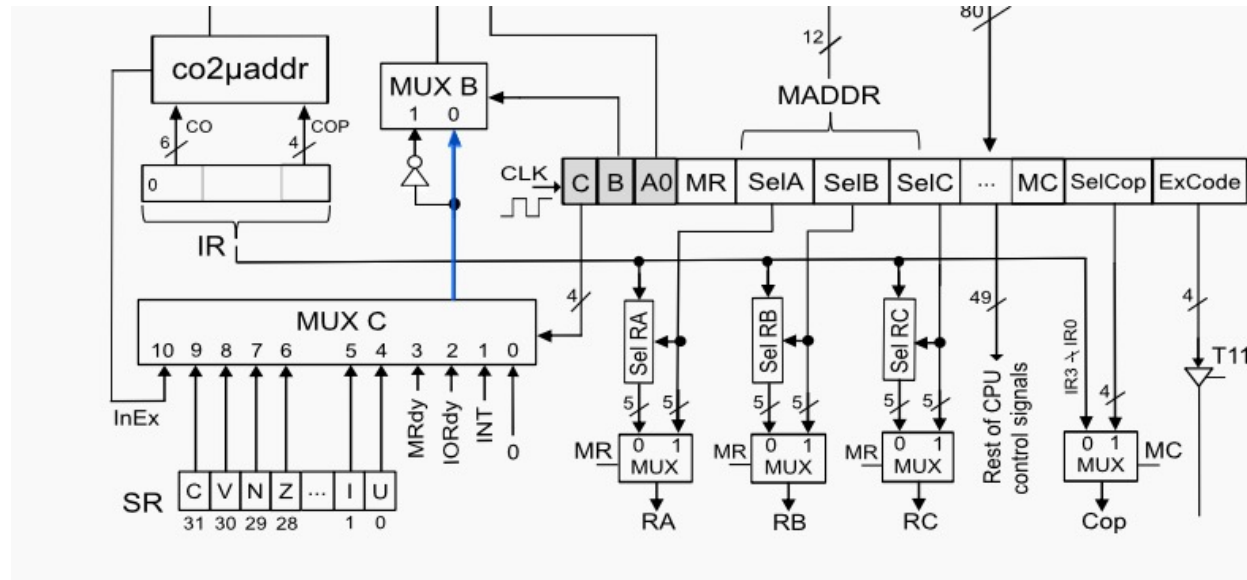 80
12
co2µaddr
MUX B
1 0
MADDR
CO
COP
6
4
0
CLK
C B A0 MR SelA SelB SelC ... MC SelCop ExCode
IR
4
49
4
MUX C
10 9 8 7 6 5 4 3 2 1 0
Sel RA
Sel RB
Sel RC
IR3 - IR0
T11
InEx
MRdy
IORdy
INT
0
5 5 5 5 5 5
4
Rest of CPU
control signals
MR 0 1 MUX
MR 0 1 MUX
MR 0 1 MUX
0 1 MUX MC
SR C V N Z ... I U
31 30 29 28 1 0
RA RB RC Cop